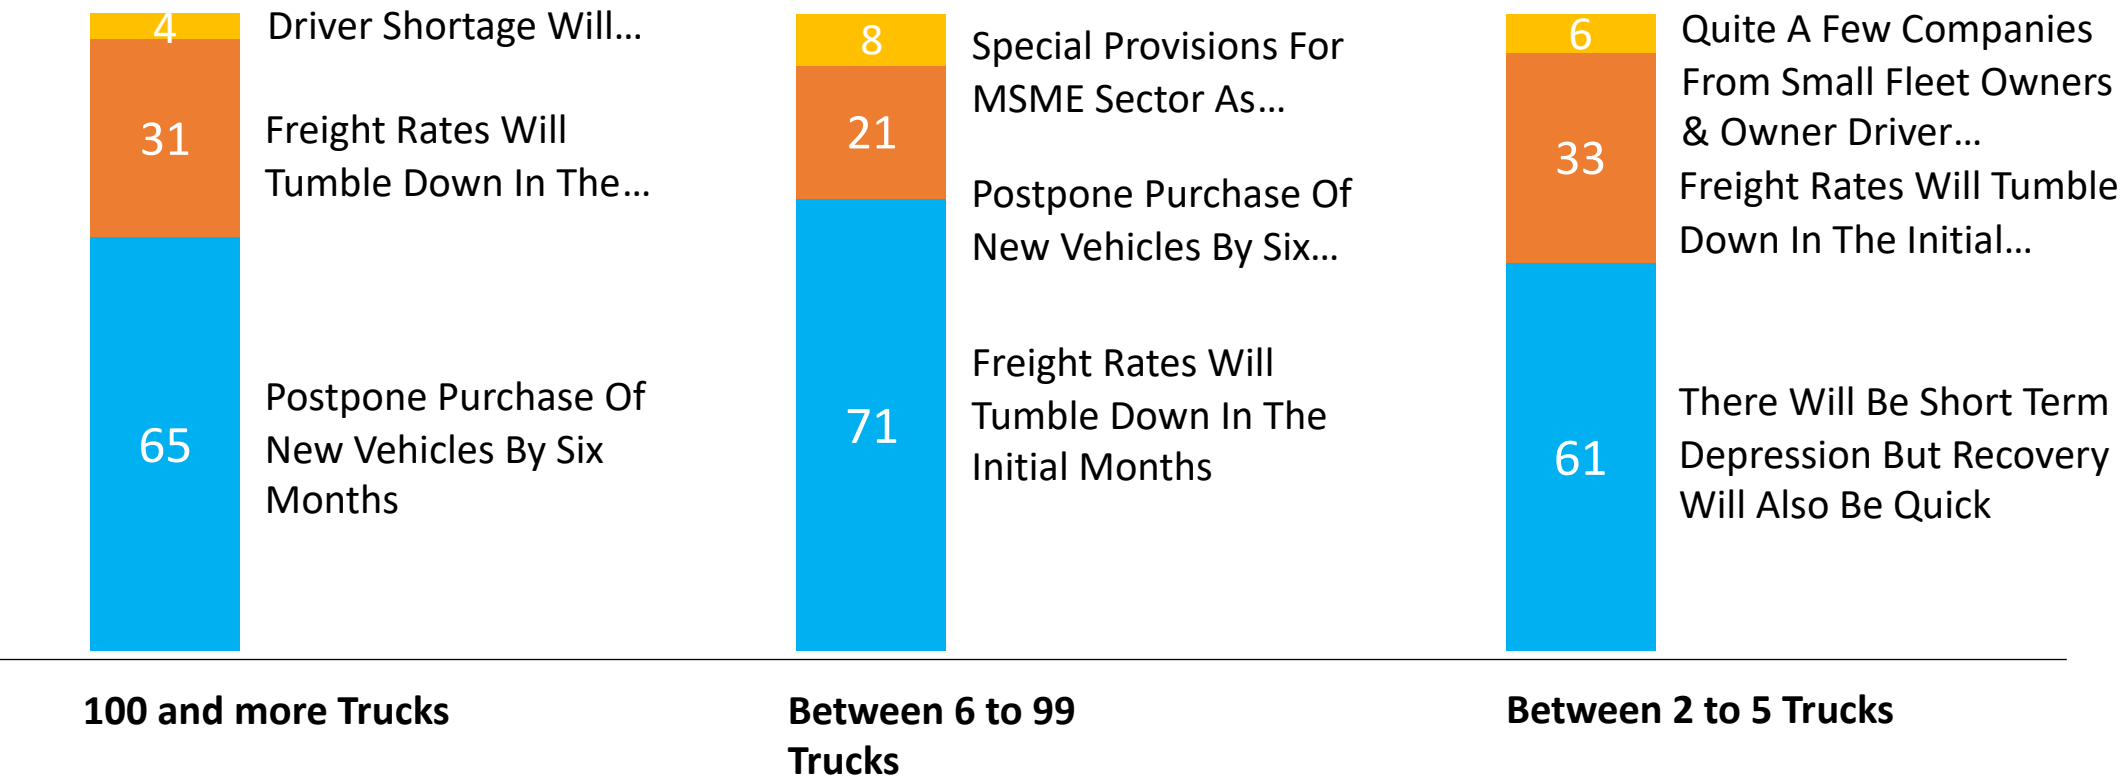 4
Driver Shortage Will...
31
Freight Rates Will
Tumble Down In The...
65
Postpone Purchase Of
New Vehicles By Six
Months
100 and more Trucks
8
Special Provisions For
MSME Sector As...
21
Postpone Purchase Of
New Vehicles By Six...
71
Freight Rates Will
Tumble Down In The
Initial Months
Between 6 to 99
Trucks
6
Quite A Few Companies
From Small Fleet Owners
& Owner Driver...
33
Freight Rates Will Tumble
Down In The Initial...
61
There Will Be Short Term
Depression But Recovery
Will Also Be Quick
Between 2 to 5 Trucks